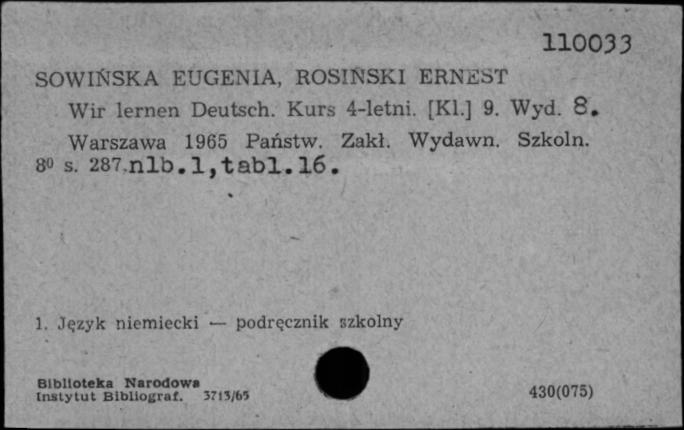 110033
SOWIŃSKA EUGENIA, ROSIŃSKI ERNEST
Wir lernen Deutsch. Kurs 4-letni. [Kl.] 9. Wyd. 8.
Warszawa 1965 Państw. Zakł. Wydawn. Szkoln.
8⁰ s. 287.nlb.1,tabl.16.
1. Język niemiecki — podręcznik szkolny
Biblioteka Narodowa
Instytut Bibliograf. 3713/65
430(075)